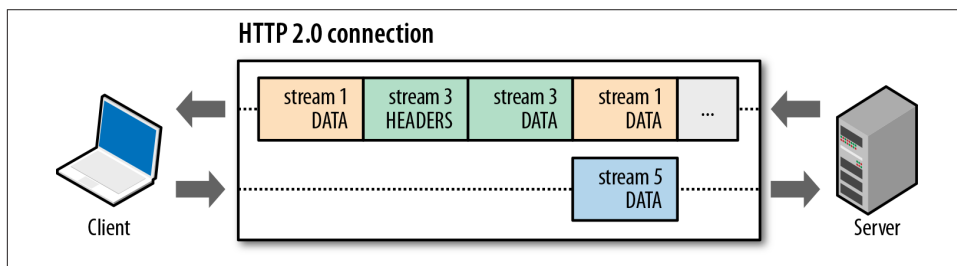 HTTP 2.0 connection
stream 1
DATA
stream 3
HEADERS
stream 3
DATA
stream 1
DATA
...
stream 5
DATA
Client
Server